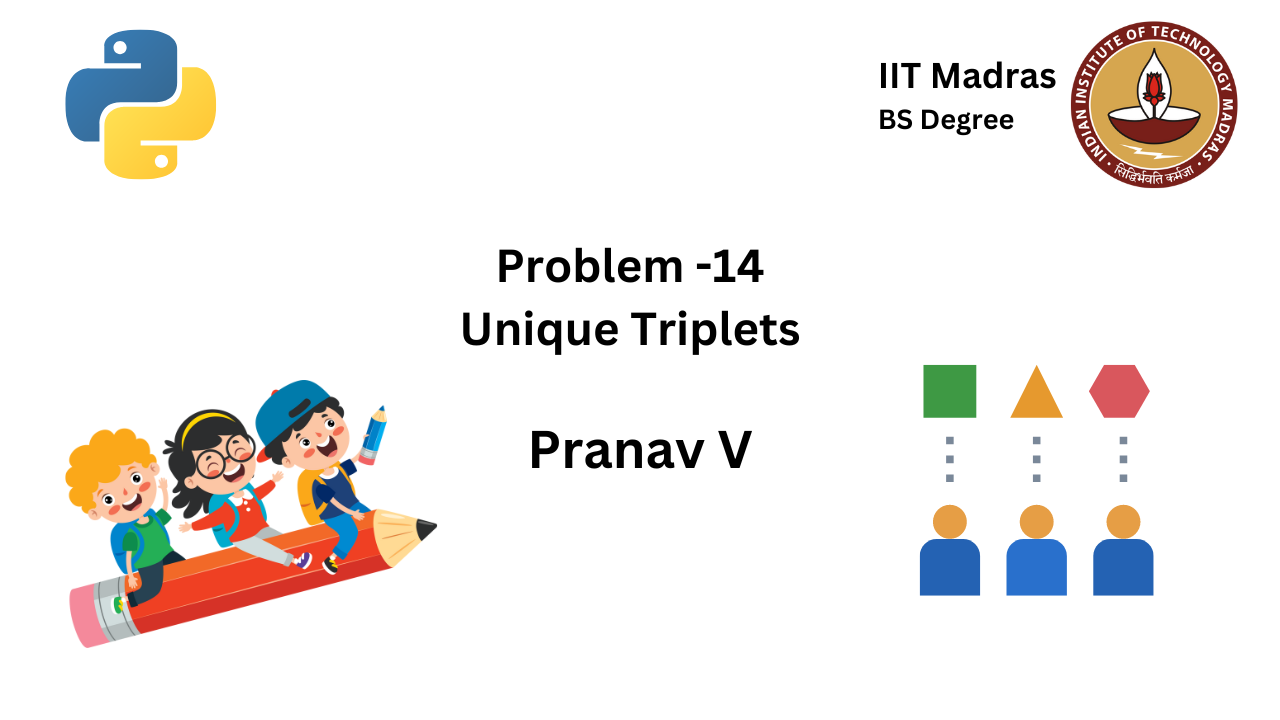 IIT Madras
BS Degree
INDIAN INSTITUTE OF TECHNOLOGY MADRAS
सिद्धिर्भवति कर्मजा
Problem -14
Unique Triplets
Pranav V